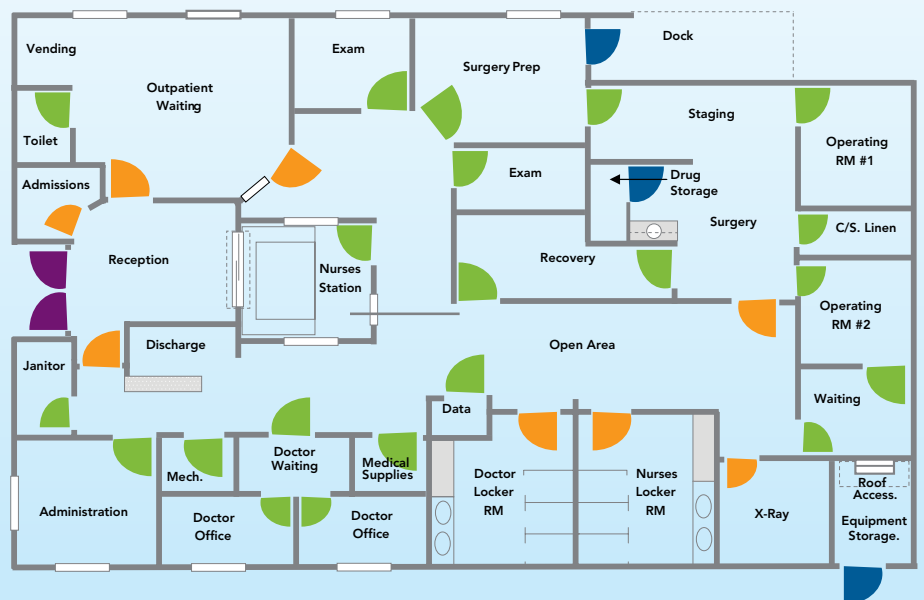 Vending
Exam
Dock
Surgery Prep
Outpatient
Waiting
Staging
Toilet
Operating
RM #1
Admissions
Exam
Drug
Storage
Surgery
C/S. Linen
Reception
Recovery
Nurses
Station
Operating
RM #2
Discharge
Open Area
Janitor
Waiting
Data
Doctor
Waiting
Medical
Supplies
Mech.
Doctor
Locker
RM
Nurses
Locker
RM
Roof
Access.
Administration
Doctor
Office
Doctor
Office
X-Ray
Equipment
Storage.